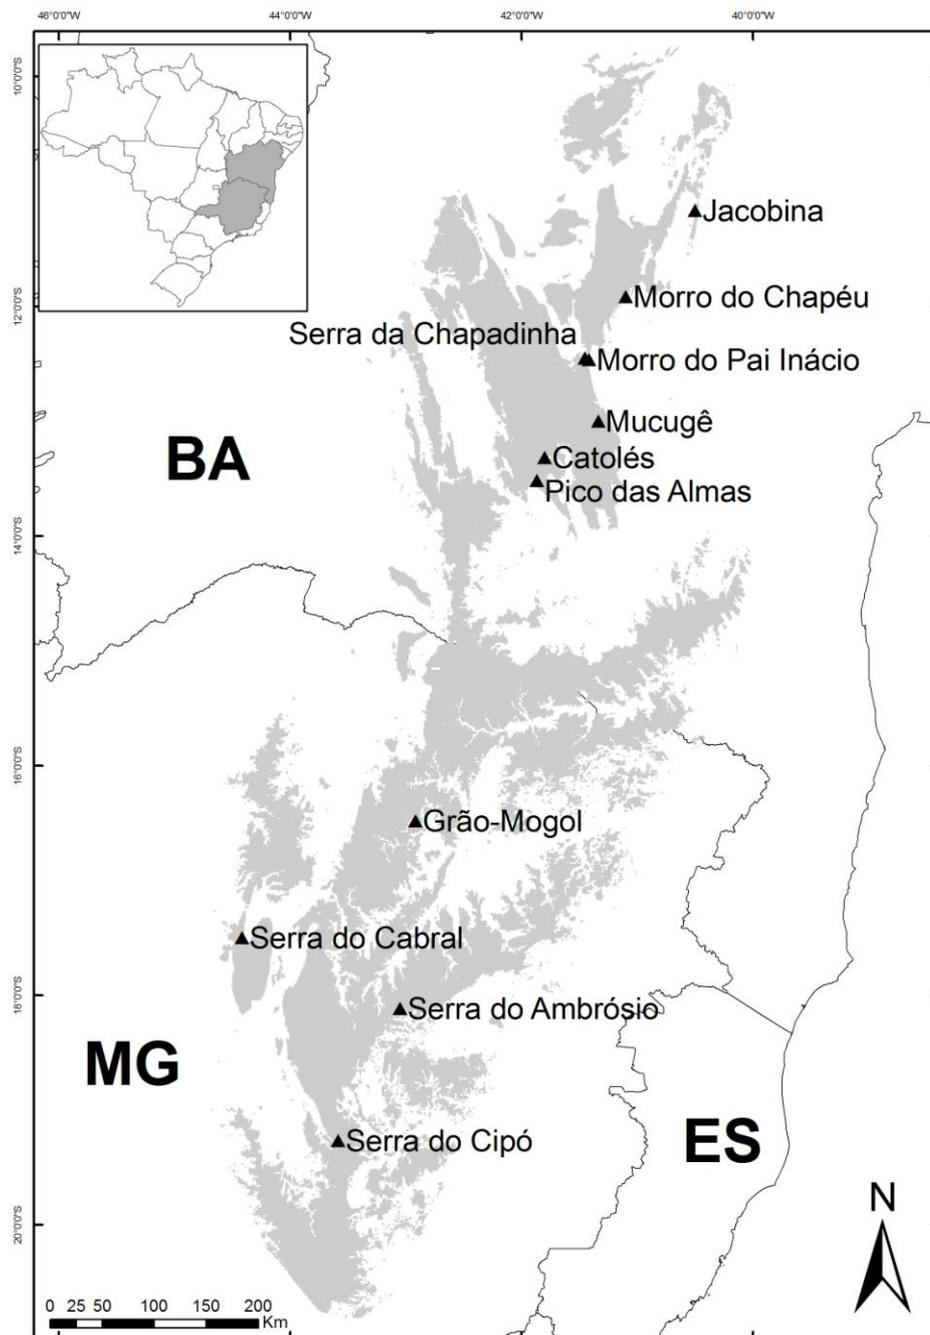 46°0'0"W 44°0'0"W 42°0'0"W 40°0'0"W
10°0'0"S
Jacobina
Morro do Chapéu
12°0'0"S
Serra da Chapadinha
Morro do Pai Inácio
Mucugê
BA
Catolés
Pico das Almas
14°0'0"S
16°0'0"S
Grão-Mogol
Serra do Cabral
18°0'0"S
Serra do Ambrósio
MG
Serra do Cipó
ES
N
20°0'0"S
0 25 50 100 150 200
Km